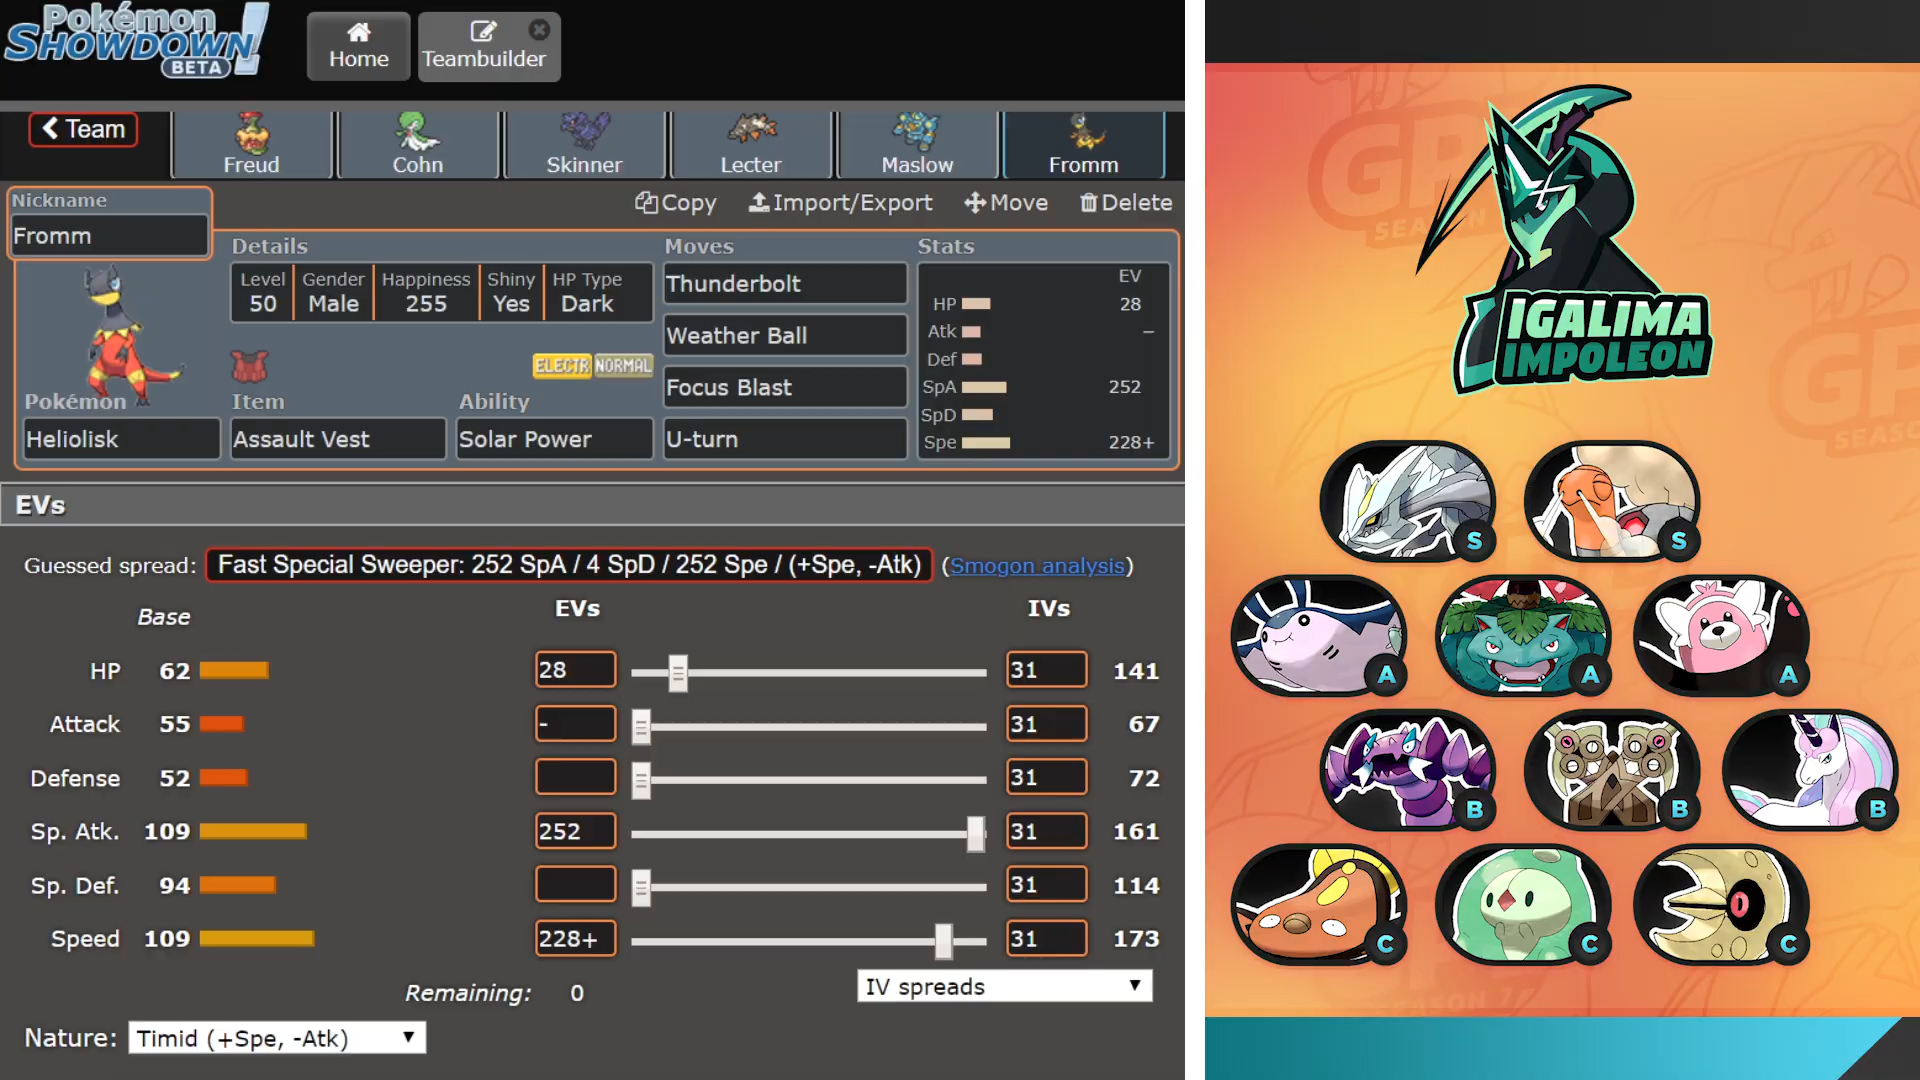 Pokémon
SHOWDOWN!
BETA
Home
Teambuilder
Team
Freud
Cohn
Skinner
Lecter
Maslow
Fromm
Nickname
Fromm
Copy
Import/Export
Move
Delete
Details
Level
50
Gender
Male
Happiness
255
Shiny
Yes
HP Type
Dark
ELECTR NORMAL
Pokémon
Heliolisk
Item
Assault Vest
Ability
Solar Power
Moves
Thunderbolt
Weather Ball
Focus Blast
U-turn
Stats
EV
HP 28
Atk –
Def
SpA 252
SpD
Spe 228+
EVs
Guessed spread: Fast Special Sweeper: 252 SpA / 4 SpD / 252 Spe / (+Spe, -Atk) (Smogon analysis)
Base EVs IVs
HP 62 28 31 141
Attack 55 - 31 67
Defense 52 31 72
Sp. Atk. 109 252 31 161
Sp. Def. 94 31 114
Speed 109 228+ 31 173
Remaining: 0
IV spreads
Nature: Timid (+Spe, -Atk)
IGALIMA
IMPOLEON
S
S
A
A
A
B
B
B
C
C
C
SEASON 7